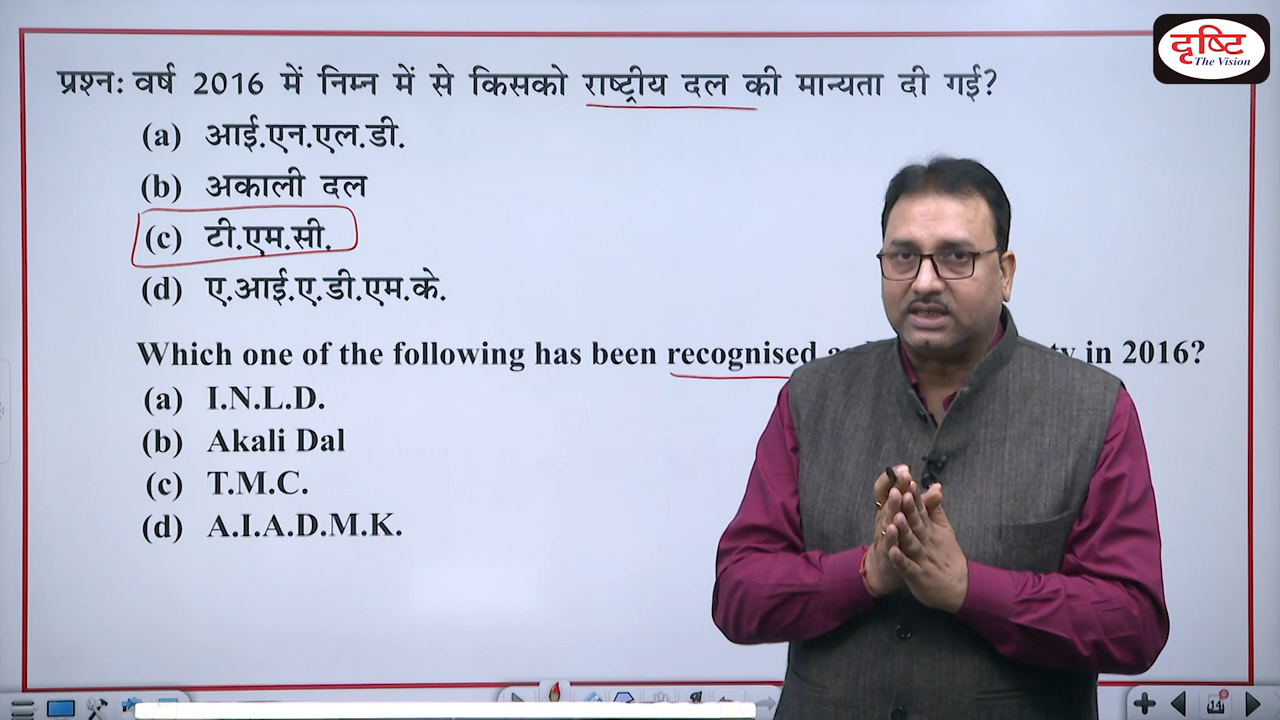 दृष्टि
The Vision
प्रश्न: वर्ष 2016 में निम्न में से किसको राष्ट्रीय दल की मान्यता दी गई?
(a) आई.एन.एल.डी.
(b) अकाली दल
(c) टी.एम.सी.
(d) ए.आई.ए.डी.एम.के.
Which one of the following has been recognised in 2016?
(a) I.N.L.D.
(b) Akali Dal
(c) T.M.C.
(d) A.I.A.D.M.K.
14